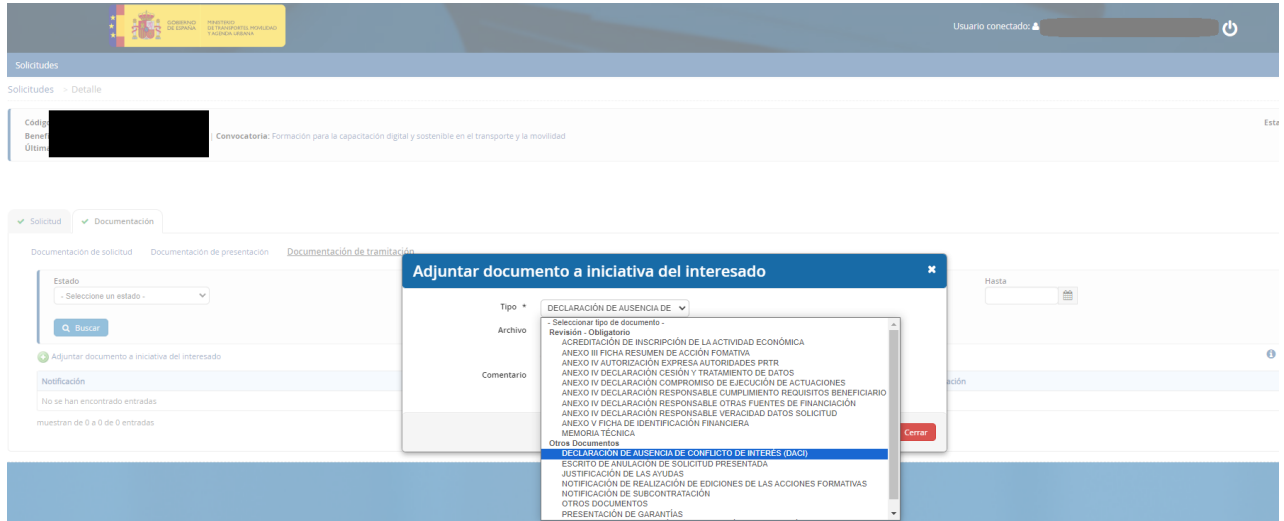 GOBIERNO DE ESPAÑA
MINISTERIO DE TRANSPORTES, MOVILIDAD Y AGENDA URBANA
Usuario conectado:
Solicitudes
Solicitudes » Detalle
Códig
Esta
Benef | Convocatoria: Formación para la capacitación digital y sostenible en el transporte y la movilidad
Última
Solicitud
Documentación
Documentación de solicitud Documentación de presentación Documentación de tramitación
Estado
- Seleccione un estado -
Hasta
Buscar
Adjuntar documento a iniciativa del interesado
Notificación
ación
No se han encontrado entradas
muestran de 0 a 0 de 0 entradas
Adjuntar documento a iniciativa del interesado
Tipo *
DECLARACIÓN DE AUSENCIA DE
Archivo
Comentario
- Seleccionar tipo de documento -
Revisión - Obligatorio
ACREDITACIÓN DE INSCRIPCIÓN DE LA ACTIVIDAD ECONÓMICA
ANEXO III FICHA RESUMEN DE ACCIÓN FOMATIVA
ANEXO IV AUTORIZACIÓN EXPRESA AUTORIDADES PRTR
ANEXO IV DECLARACIÓN CESIÓN Y TRATAMIENTO DE DATOS
ANEXO IV DECLARACIÓN COMPROMISO DE EJECUCIÓN DE ACTUACIONES
ANEXO IV DECLARACIÓN RESPONSABLE CUMPLIMIENTO REQUISITOS BENEFICIARIO
ANEXO IV DECLARACIÓN RESPONSABLE OTRAS FUENTES DE FINANCIACIÓN
ANEXO IV DECLARACIÓN RESPONSABLE VERACIDAD DATOS SOLICITUD
ANEXO V FICHA DE IDENTIFICACIÓN FINANCIERA
MEMORIA TÉCNICA
Otros Documentos
DECLARACIÓN DE AUSENCIA DE CONFLICTO DE INTERÉS (DACI)
ESCRITO DE ANULACIÓN DE SOLICITUD PRESENTADA
JUSTIFICACIÓN DE LAS AYUDAS
NOTIFICACIÓN DE REALIZACIÓN DE EDICIONES DE LAS ACCIONES FORMATIVAS
NOTIFICACIÓN DE SUBCONTRATACIÓN
OTROS DOCUMENTOS
PRESENTACIÓN DE GARANTÍAS
Cerrar